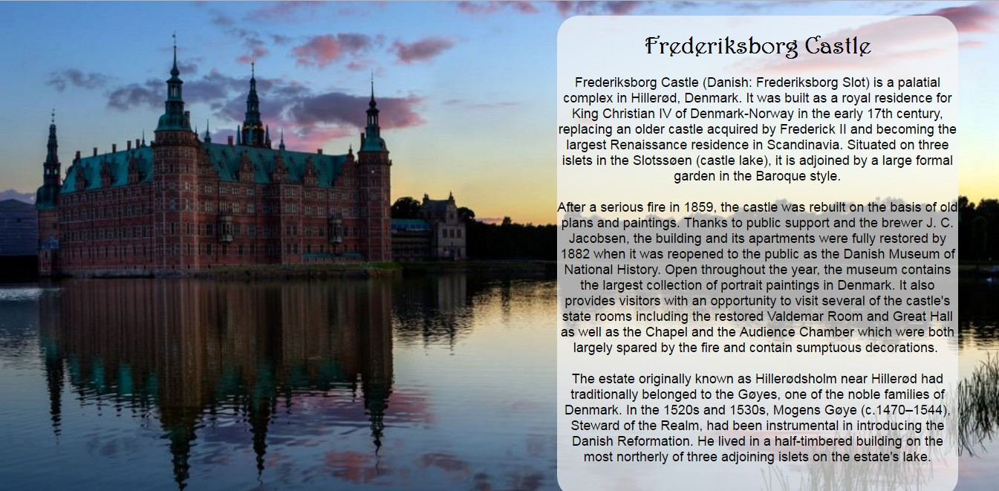 Frederiksborg Castle
Frederiksborg Castle (Danish: Frederiksborg Slot) is a palatial
complex in Hillerød, Denmark. It was built as a royal residence for
King Christian IV of Denmark-Norway in the early 17th century,
replacing an older castle acquired by Frederick II and becoming the
largest Renaissance residence in Scandinavia. Situated on three
islets in the Slotssøen (castle lake), it is adjoined by a large formal
garden in the Baroque style.
After a serious fire in 1859, the castle was rebuilt on the basis of old
plans and paintings. Thanks to public support and the brewer J. C.
Jacobsen, the building and its apartments were fully restored by
1882 when it was reopened to the public as the Danish Museum of
National History. Open throughout the year, the museum contains
the largest collection of portrait paintings in Denmark. It also
provides visitors with an opportunity to visit several of the castle's
state rooms including the restored Valdemar Room and Great Hall
as well as the Chapel and the Audience Chamber which were both
largely spared by the fire and contain sumptuous decorations.
The estate originally known as Hillerødsholm near Hillerød had
traditionally belonged to the Gøyes, one of the noble families of
Denmark. In the 1520s and 1530s, Mogens Gøye (c.1470–1544),
Steward of the Realm, had been instrumental in introducing the
Danish Reformation. He lived in a half-timbered building on the
most northerly of three adjoining islets on the estate's lake.